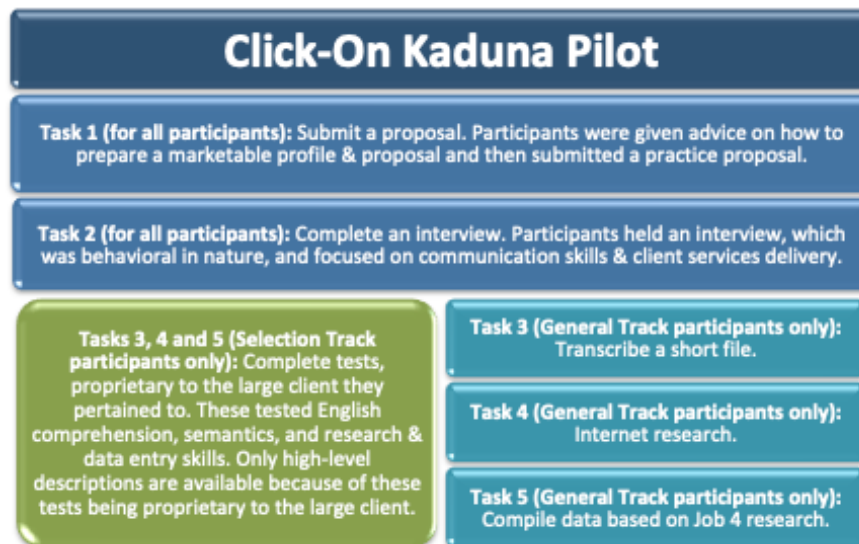 Click-On Kaduna Pilot
Task 1 (for all participants): Submit a proposal. Participants were given advice on how to
prepare a marketable profile & proposal and then submitted a practice proposal.
Task 2 (for all participants): Complete an interview. Participants held an interview, which
was behavioral in nature, and focused on communication skills & client services delivery.
Tasks 3, 4 and 5 (Selection Track
participants only): Complete tests,
proprietary to the large client they
pertained to. These tested English
comprehension, semantics, and research &
data entry skills. Only high-level
descriptions are available because of these
tests being proprietary to the large client.
Task 3 (General Track participants only):
Transcribe a short file.
Task 4 (General Track participants only):
Internet research.
Task 5 (General Track participants only):
Compile data based on Job 4 research.